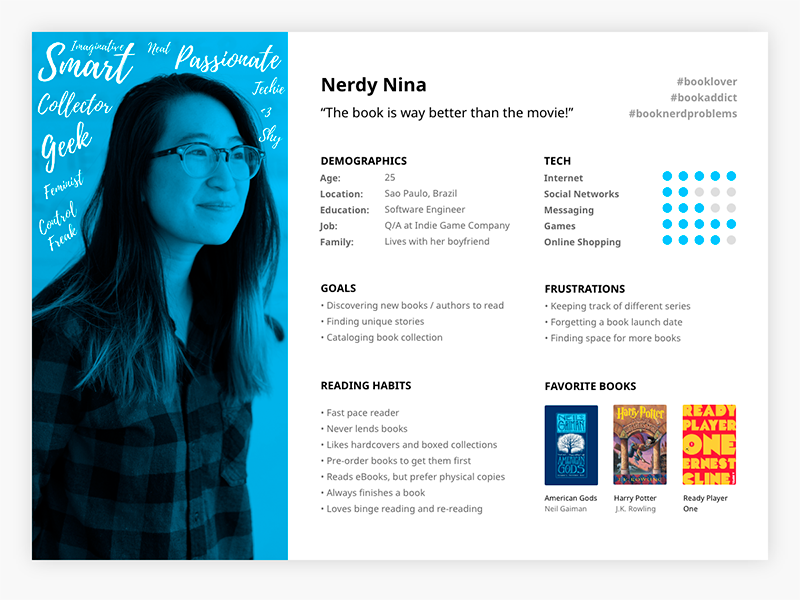 Imaginative
Neat
Smart
Passionate
Techie
Collector
<3
Shy
Geek
Feminist
Control
Freak
Nerdy Nina
“The book is way better than the movie!”
#booklover
#bookaddict
#booknerdproblems
DEMOGRAPHICS
Age: 25
Location: Sao Paulo, Brazil
Education: Software Engineer
Job: Q/A at Indie Game Company
Family: Lives with her boyfriend
TECH
Internet
Social Networks
Messaging
Games
Online Shopping
GOALS
• Discovering new books / authors to read
• Finding unique stories
• Cataloging book collection
FRUSTRATIONS
• Keeping track of different series
• Forgetting a book launch date
• Finding space for more books
READING HABITS
• Fast pace reader
• Never lends books
• Likes hardcovers and boxed collections
• Pre-order books to get them first
• Reads eBooks, but prefer physical copies
• Always finishes a book
• Loves binge reading and re-reading
FAVORITE BOOKS
NEIL
GAIMAN
AMERICAN
GODS
Harry Potter
J.K. ROWLING
READY
PLAYER
ONE
ERNEST
CLINE
American Gods
Neil Gaiman
Harry Potter
J.K. Rowling
Ready Player
One